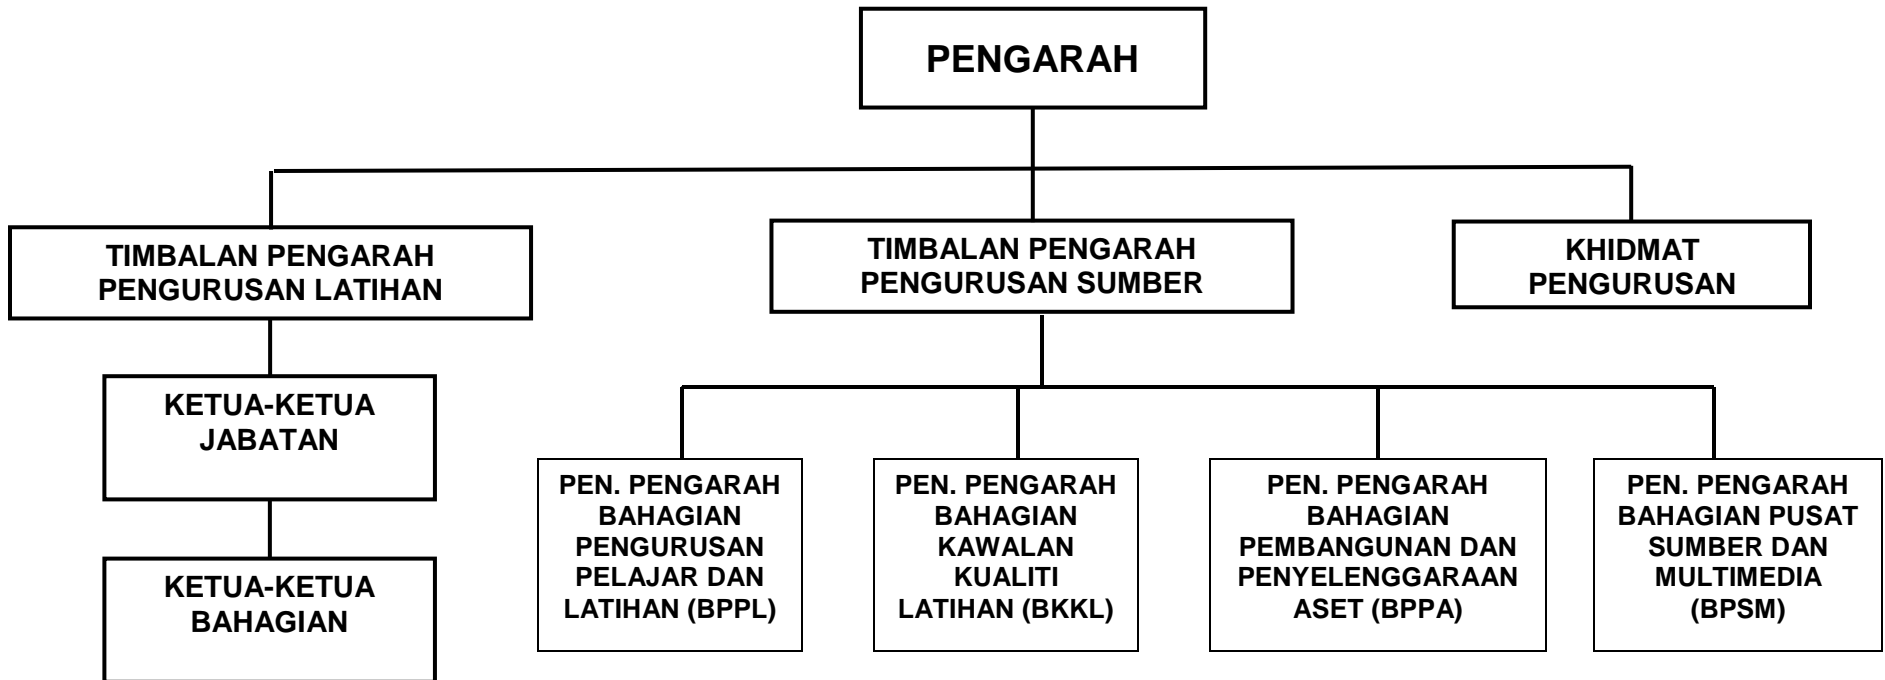 PENGARAH
TIMBALAN PENGARAH
PENGURUSAN LATIHAN
TIMBALAN PENGARAH
PENGURUSAN SUMBER
KHIDMAT
PENGURUSAN
KETUA-KETUA
JABATAN
KETUA-KETUA
BAHAGIAN
PEN. PENGARAH
BAHAGIAN
PENGURUSAN
PELAJAR DAN
LATIHAN (BPPL)
PEN. PENGARAH
BAHAGIAN
KAWALAN
KUALITI
LATIHAN (BKKL)
PEN. PENGARAH
BAHAGIAN
PEMBANGUNAN DAN
PENYELENGGARAAN
ASET (BPPA)
PEN. PENGARAH
BAHAGIAN PUSAT
SUMBER DAN
MULTIMEDIA
(BPSM)